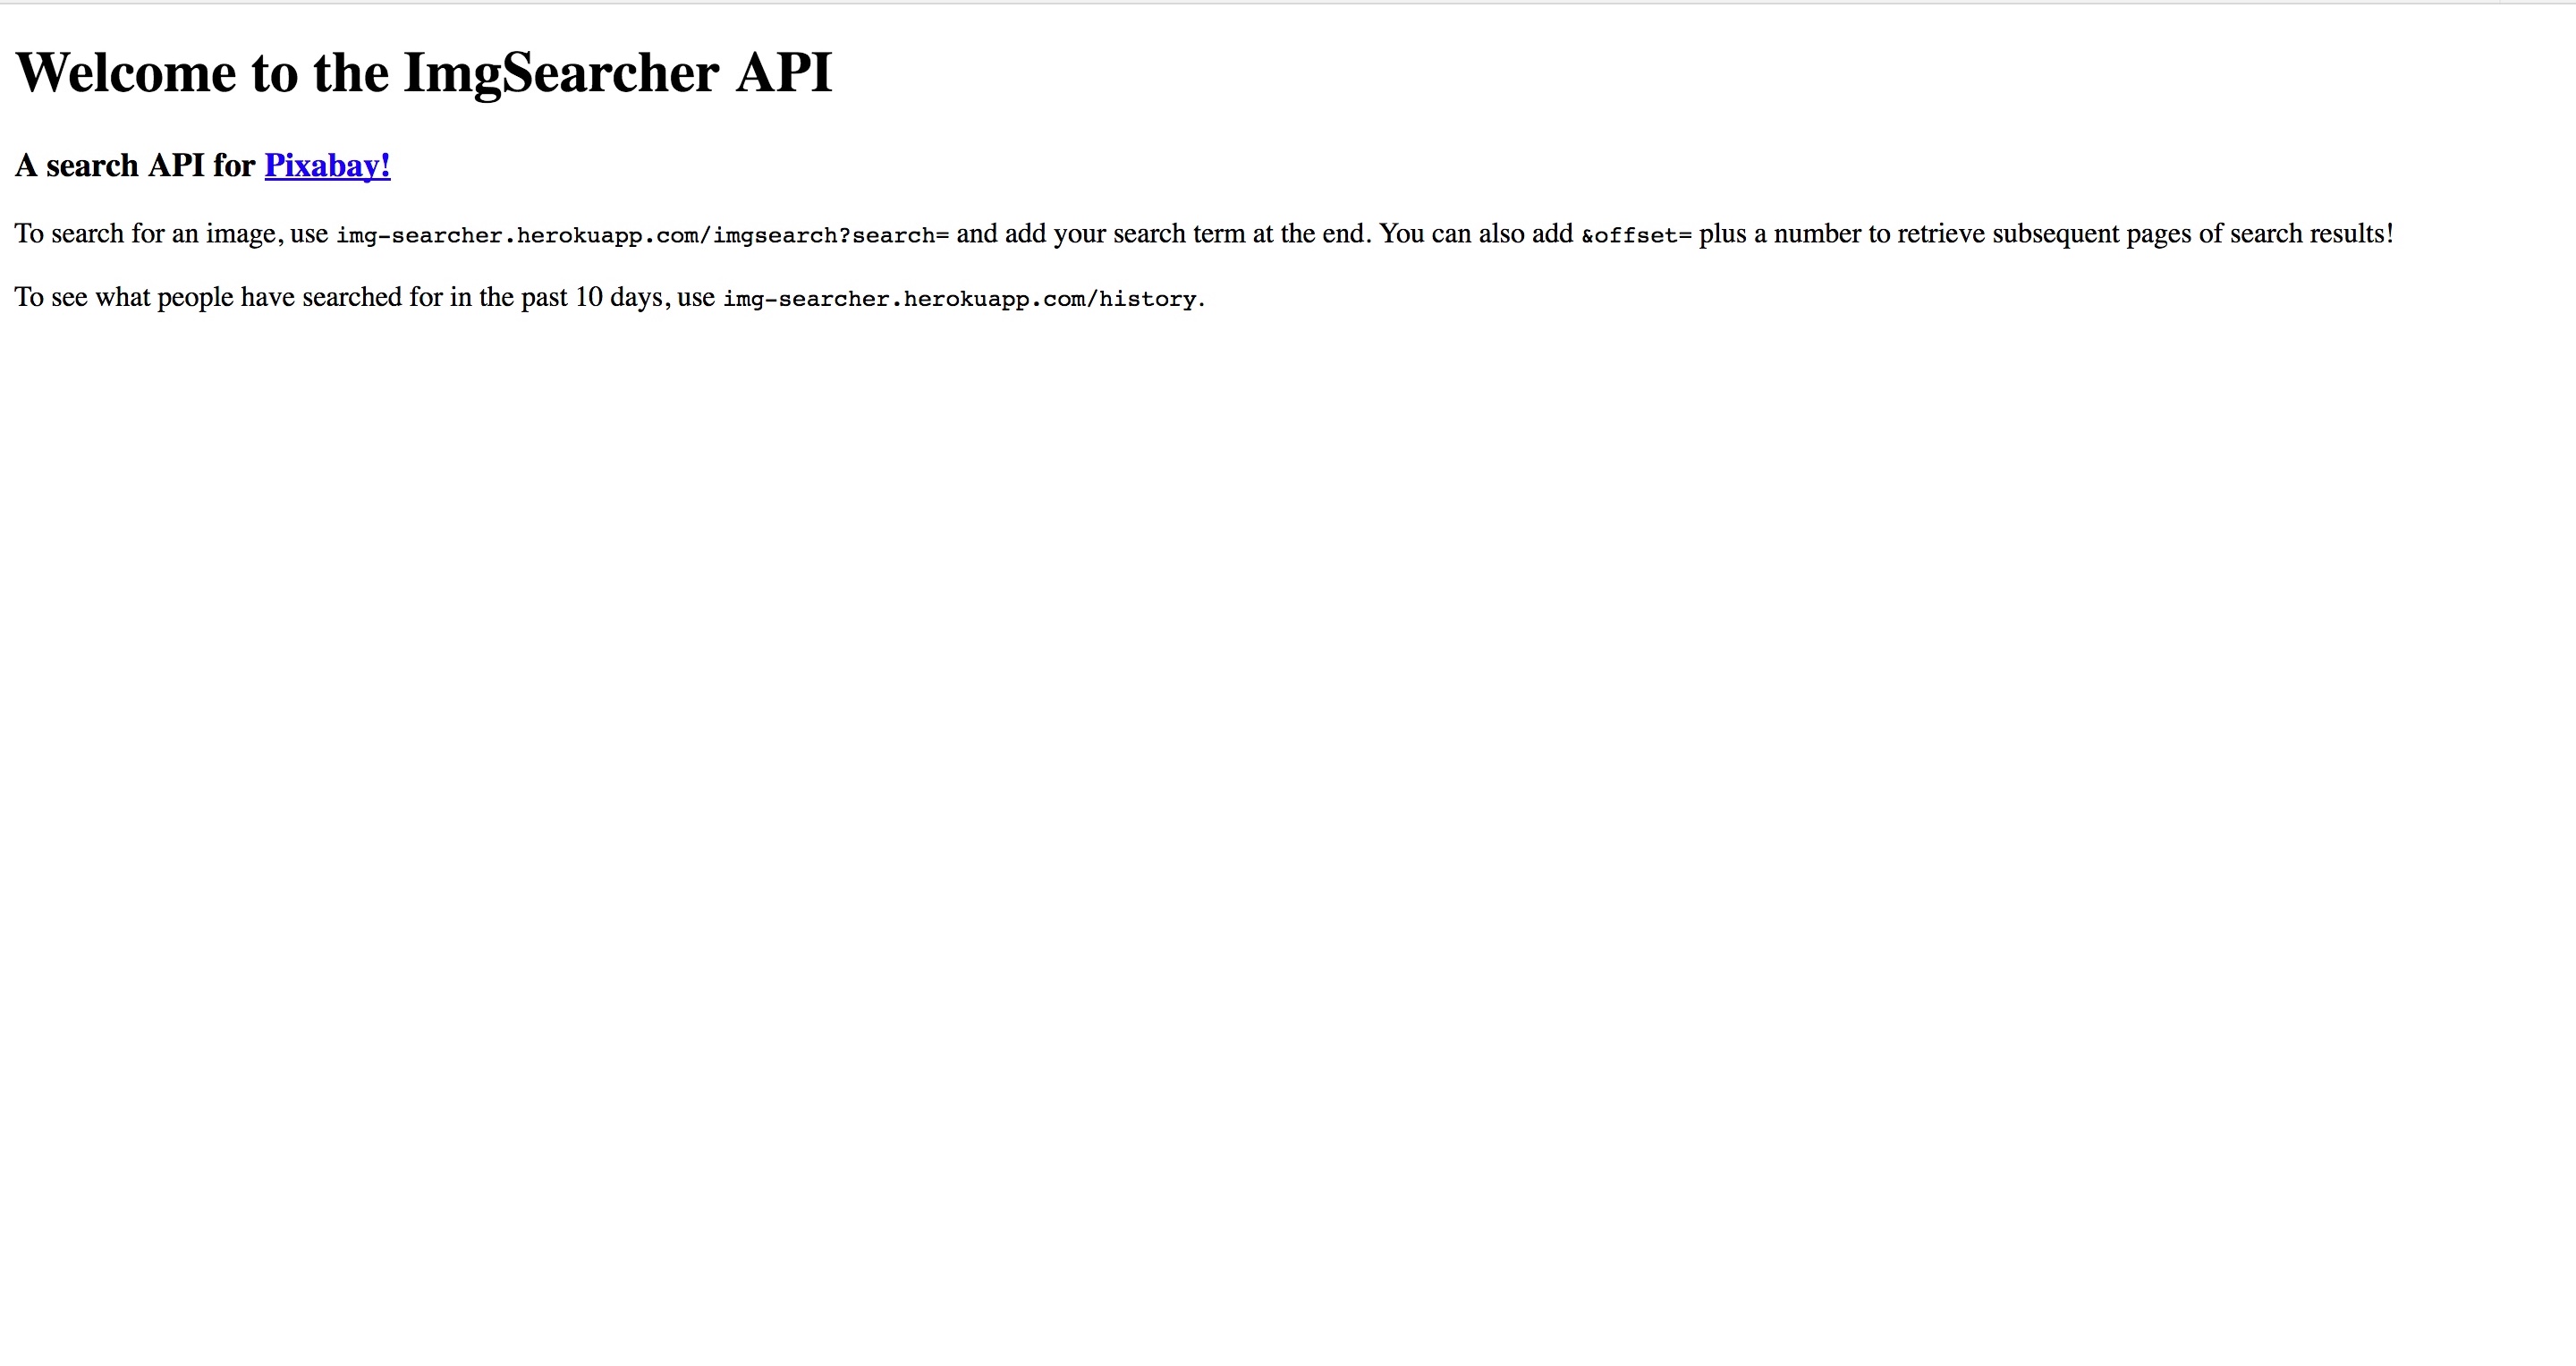 Welcome to the ImgSearcher API
A search API for Pixabay!
To search for an image, use img-searcher.herokuapp.com/imgsearch?search= and add your search term at the end. You can also add &offset= plus a number to retrieve subsequent pages of search results!
To see what people have searched for in the past 10 days, use img-searcher.herokuapp.com/history.